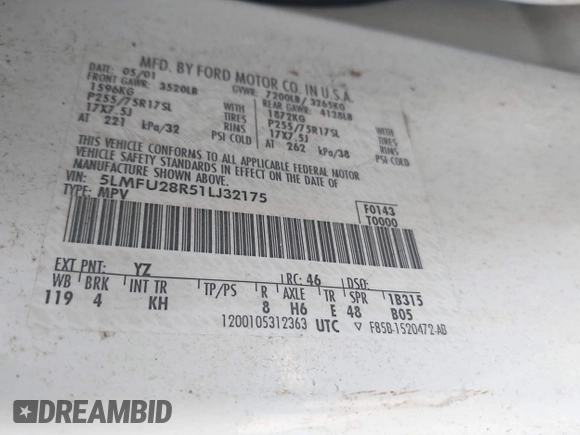 MFD. BY FORD MOTOR CO. IN U.S.A.
DATE: 05/01 GVWR: 7200LB/ 3265KG
FRONT GAWR: 3520LB REAR GAWR: 4128LB
1596KG WITH 1872KG WITH
P255/75R17SL TIRES P255/75R17SL TIRES
17X7.5J RIMS 17X7.5J RIMS
AT 221 kPa/32 PSI COLD AT 262 kPa/38 PSI COLD
THIS VEHICLE CONFORMS TO ALL APPLICABLE FEDERAL MOTOR
VEHICLE SAFETY STANDARDS IN EFFECT ON THE DATE OF
MANUFACTURE SHOWN ABOVE.
VIN: 5LMFU28R51LJ32175
TYPE: MPV
F0143
T0000
EXT PNT: YZ RC: 46 DSO:
WB BRK INT TR TP/PS R AXLE TR SPR 1B315
119 4 KH 8 H6 E 48 B05
1200105312363 UTC ▽ F85B-1520472-AB
DREAMBID